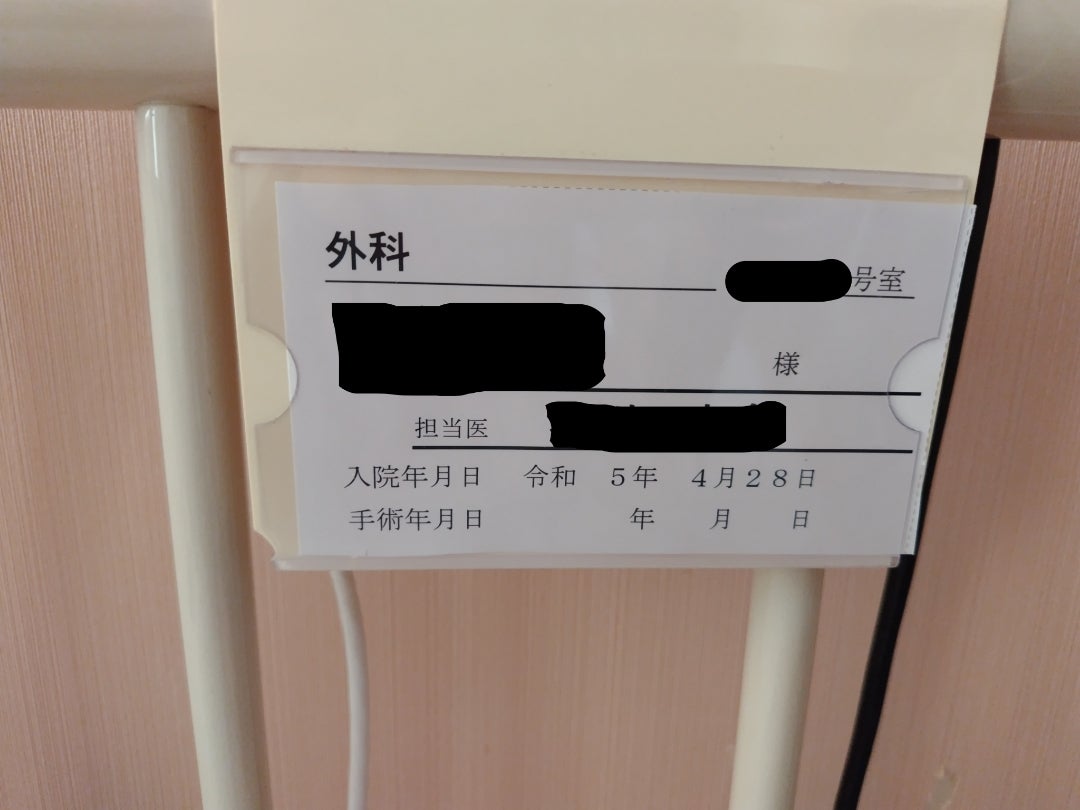 外科
号室
様
担当医
入院年月日 令和 5年 4月28日
手術年月日 年 月 日